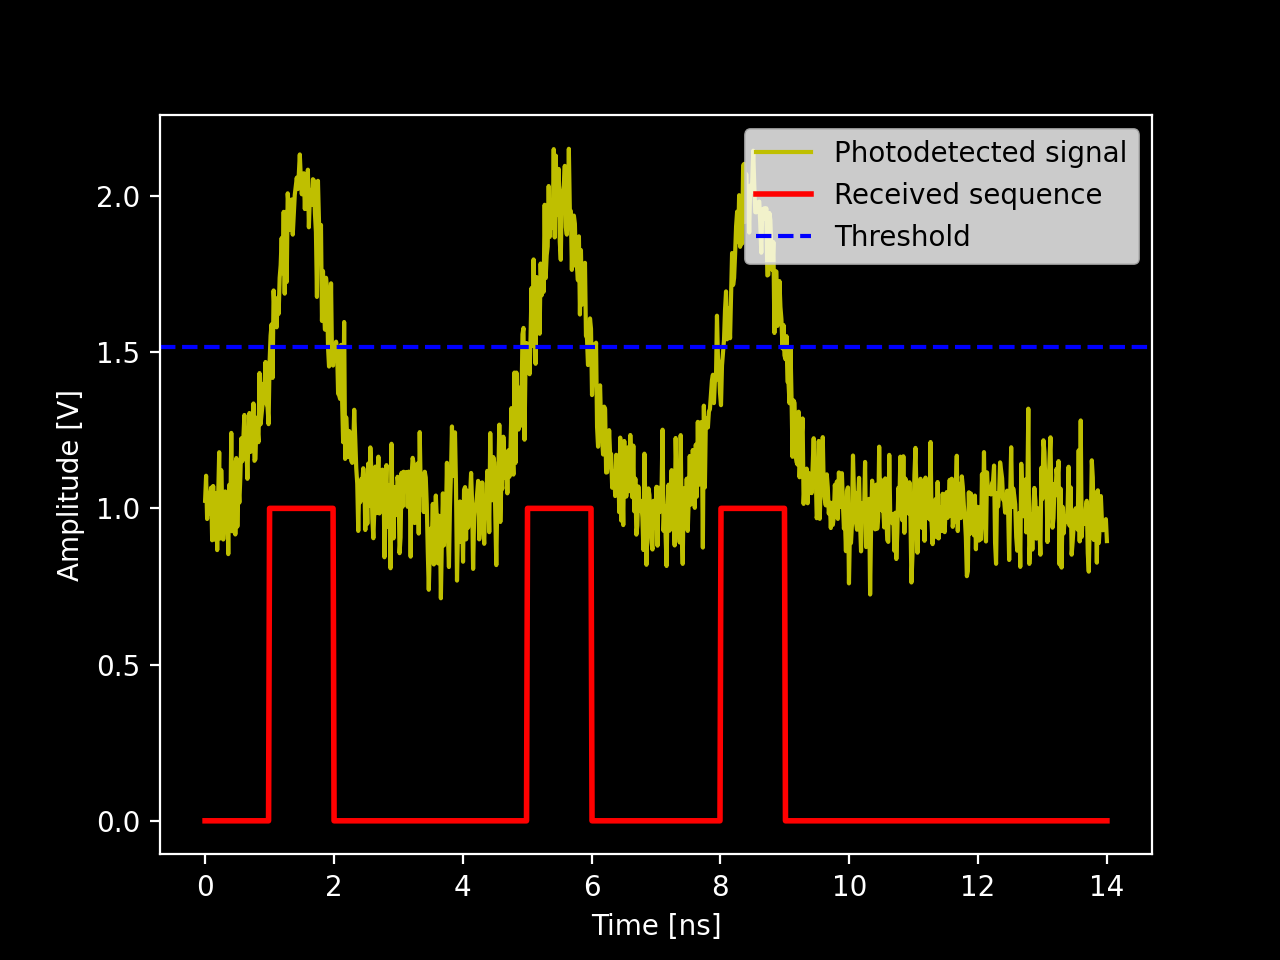 Photodetected signal
Received sequence
Threshold
2.0
1.5
1.0
0.5
0.0
Amplitude [V]
0 2 4 6 8 10 12 14
Time [ns]